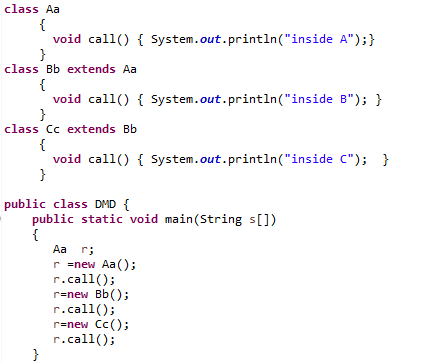 class Aa
{
void call() { System.out.println("inside A");}
}
class Bb extends Aa
{
void call() { System.out.println("inside B"); }
}
class Cc extends Bb
{
void call() { System.out.println("inside C");  }
}
public class DMD {
public static void main(String s[])
{
Aa  r;
r =new Aa();
r.call();
r=new Bb();
r.call();
r=new Cc();
r.call();
}